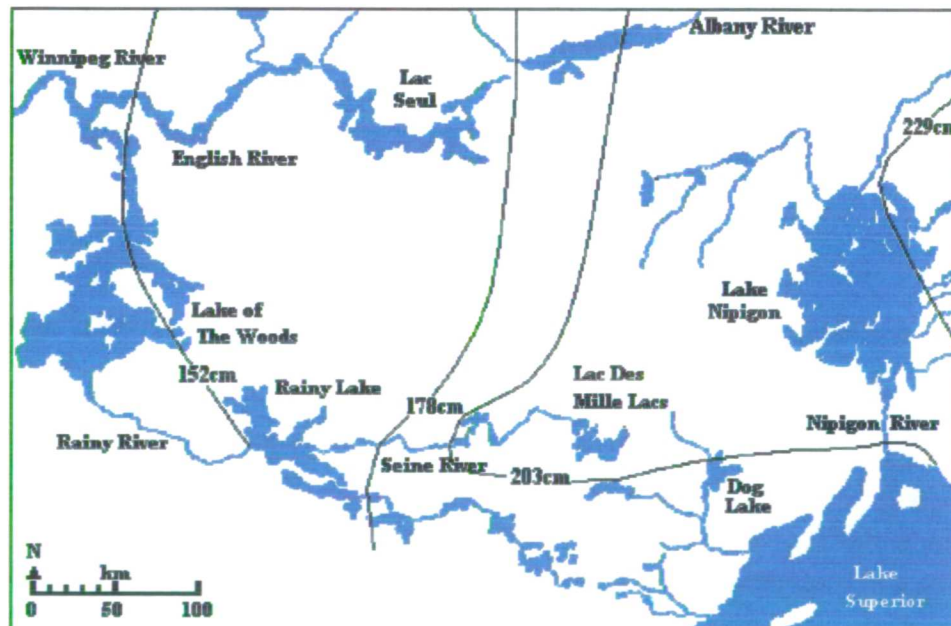 Albany River
Winnipeg River
Lac
Seul
229cm
English River
Lake
Nipigon
Lake of
The Woods
152cm
Rainy Lake
Lac Des
Mille Lacs
178cm
Nipigon River
Rainy River
Seine River
203cm
Dog
Lake
N
km
0 50 100
Lake
Superior